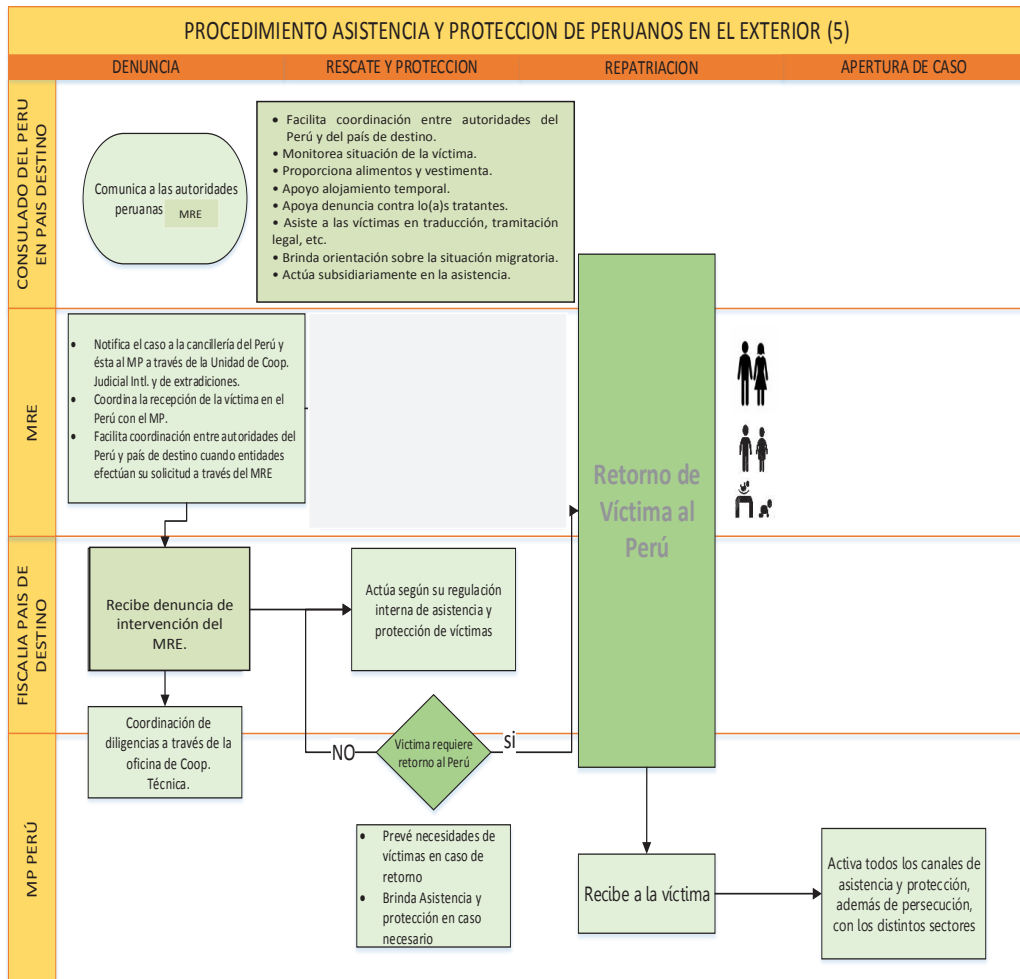 PROCEDIMIENTO ASISTENCIA Y PROTECCION DE PERUANOS EN EL EXTERIOR (5)
DENUNCIA
RESCATE Y PROTECCION
REPATRIACION
APERTURA DE CASO
CONSULADO DEL PERU
EN PAIS DESTINO
Comunica a las autoridades
peruanas MRE
• Facilita coordinación entre autoridades del
Perú y del país de destino.
• Monitorea situación de la víctima.
• Proporciona alimentos y vestimenta.
• Apoyo alojamiento temporal.
• Apoya denuncia contra lo(a)s tratantes.
• Asiste a las víctimas en traducción, tramitación
legal, etc.
• Brinda orientación sobre la situación migratoria.
• Actúa subsidiariamente en la asistencia.
MRE
• Notifica el caso a la cancillería del Perú y
ésta al MP a través de la Unidad de Coop.
Judicial Intl. y de extradiciones.
• Coordina la recepción de la víctima en el
Perú con el MP.
• Facilita coordinación entre autoridades del
Perú y país de destino cuando entidades
efectúan su solicitud a través del MRE
Retorno de
Víctima al
Perú
FISCALIA PAIS DE
DESTINO
Recibe denuncia de
intervención del
MRE.
Actúa según su regulación
interna de asistencia y
protección de víctimas
MP PERÚ
Coordinación de
diligencias a través de la
oficina de Coop.
Técnica.
NO
Victima requiere
retorno al Perú
si
• Prevé necesidades de
víctimas en caso de
retorno
• Brinda Asistencia y
protección en caso
necesario
Recibe a la víctima
Activa todos los canales de
asistencia y protección,
además de persecución,
con los distintos sectores